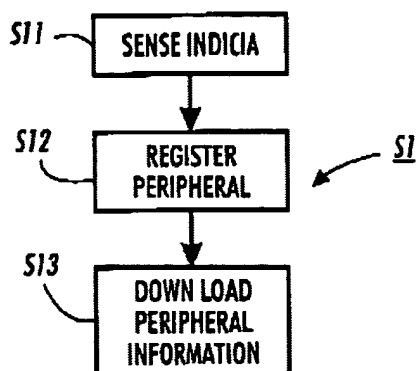 S11
SENSE INDICIA
S12
REGISTER
PERIPHERAL
S1
S13
DOWN LOAD
PERIPHERAL
INFORMATION